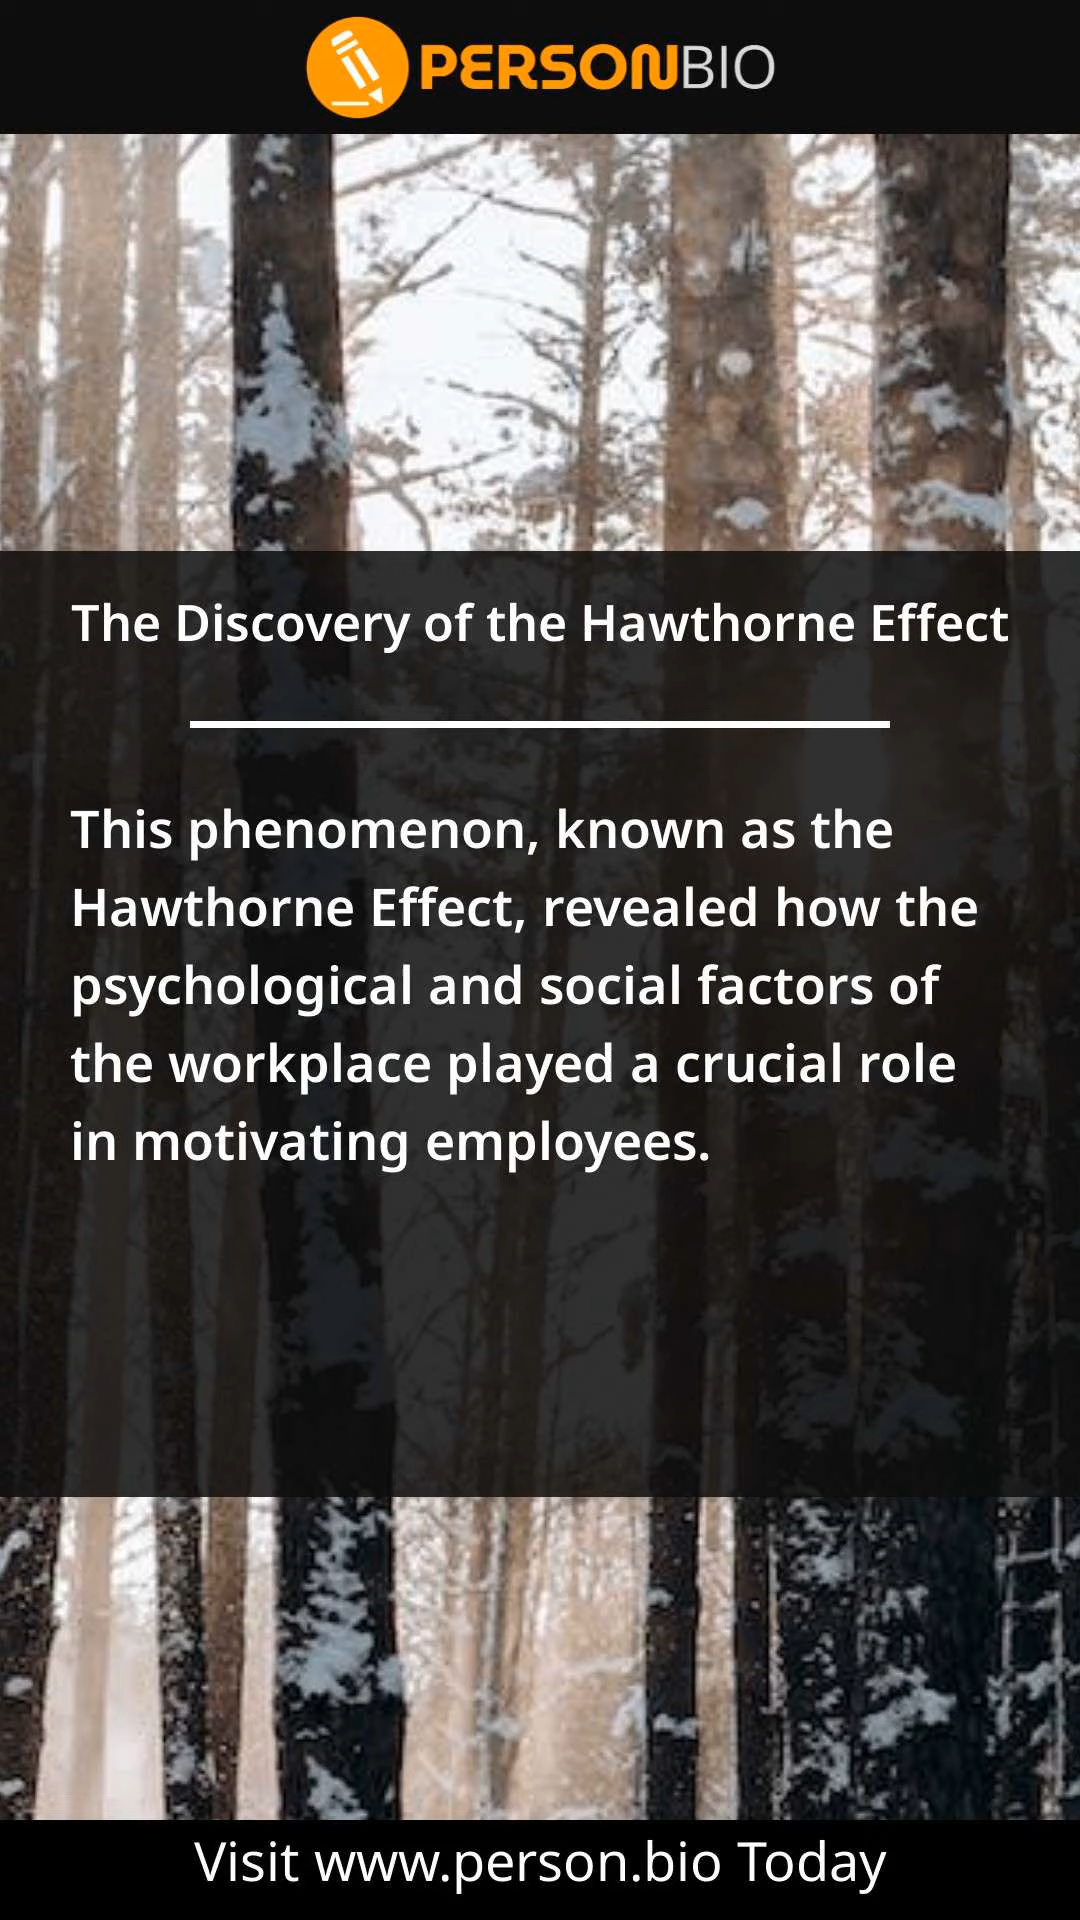 PERSONBIO
The Discovery of the Hawthorne Effect
This phenomenon, known as the
Hawthorne Effect, revealed how the
psychological and social factors of
the workplace played a crucial role
in motivating employees.
Visit www.person.bio Today